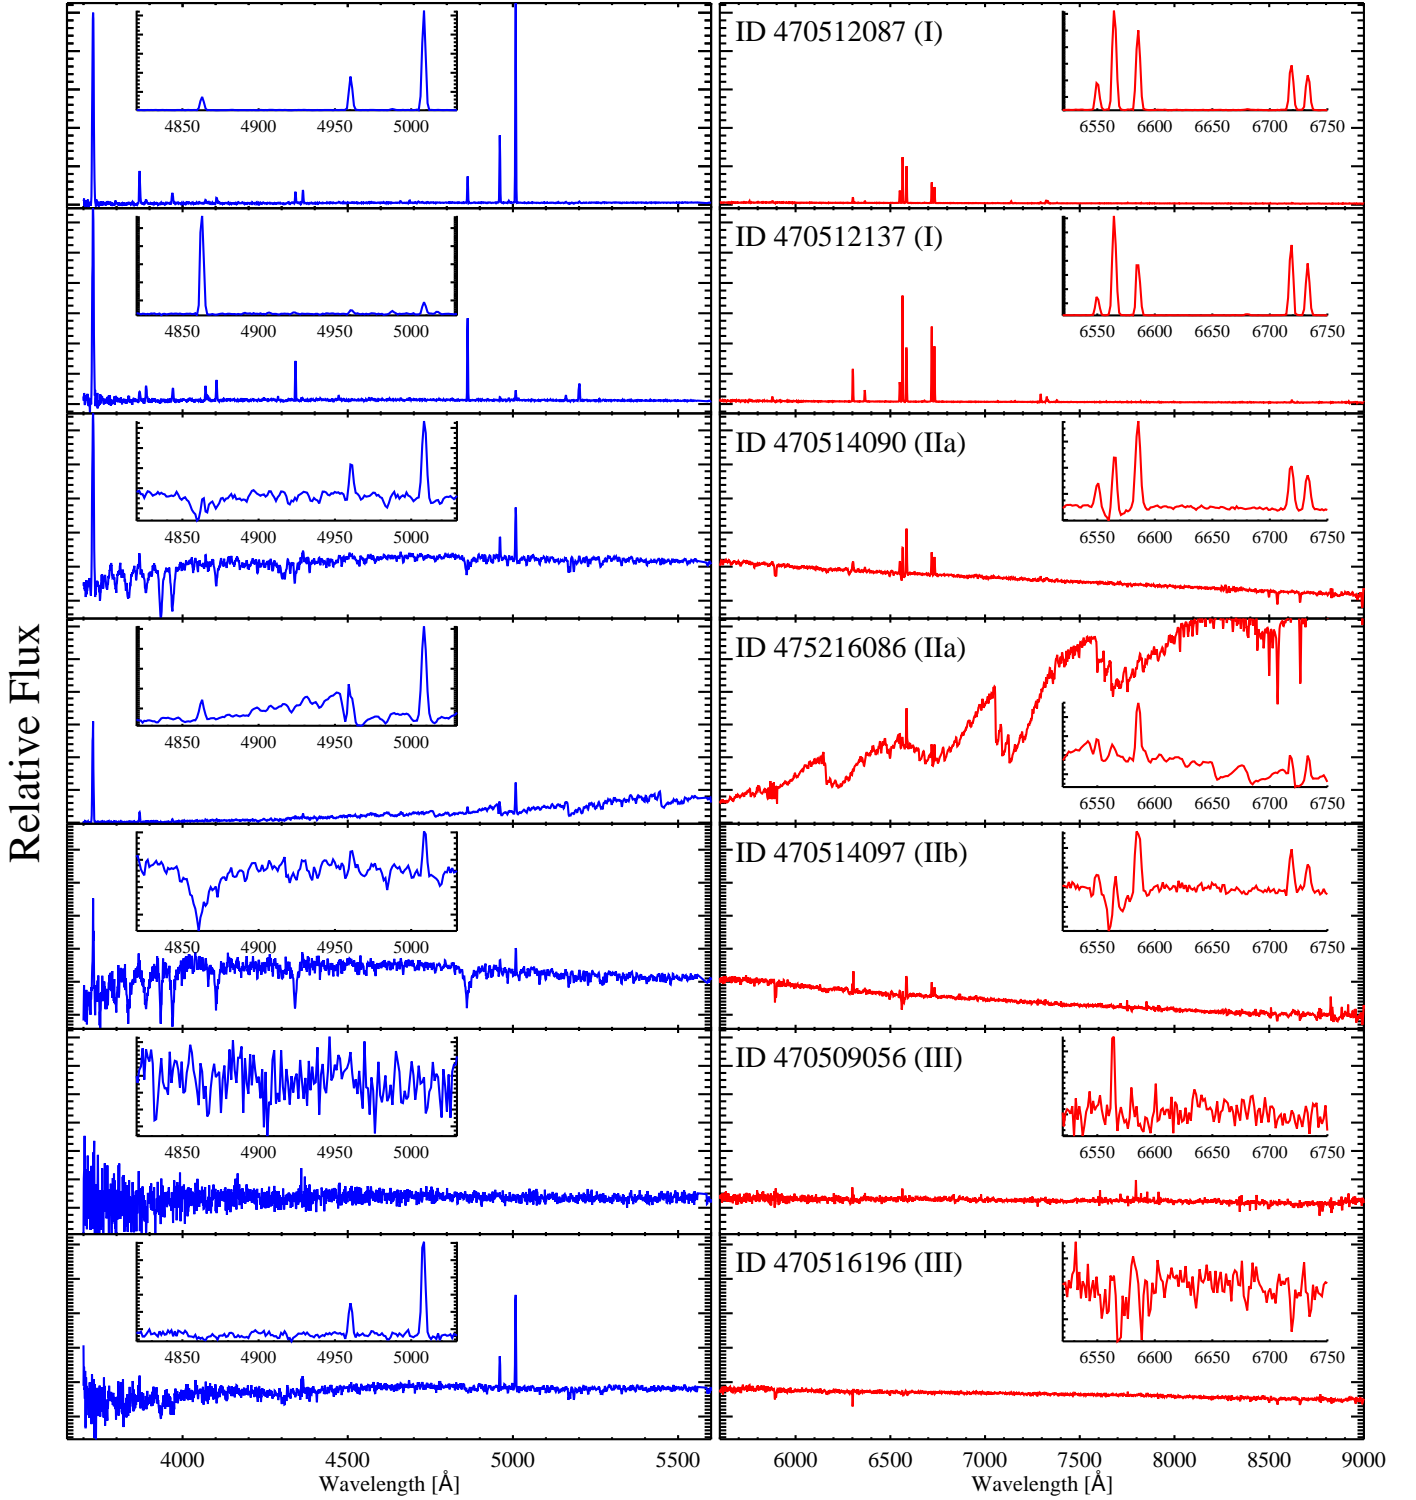 Relative Flux
4850 4900 4950 5000
ID 470512087 (I)
6550 6600 6650 6700 6750
4850 4900 4950 5000
ID 470512137 (I)
6550 6600 6650 6700 6750
4850 4900 4950 5000
ID 470514090 (IIa)
6550 6600 6650 6700 6750
4850 4900 4950 5000
ID 475216086 (IIa)
6550 6600 6650 6700 6750
4850 4900 4950 5000
ID 470514097 (IIb)
6550 6600 6650 6700 6750
4850 4900 4950 5000
ID 470509056 (III)
6550 6600 6650 6700 6750
4850 4900 4950 5000
ID 470516196 (III)
6550 6600 6650 6700 6750
4000 4500 5000 5500
Wavelength [Å]
6000 6500 7000 7500 8000 8500 9000
Wavelength [Å]